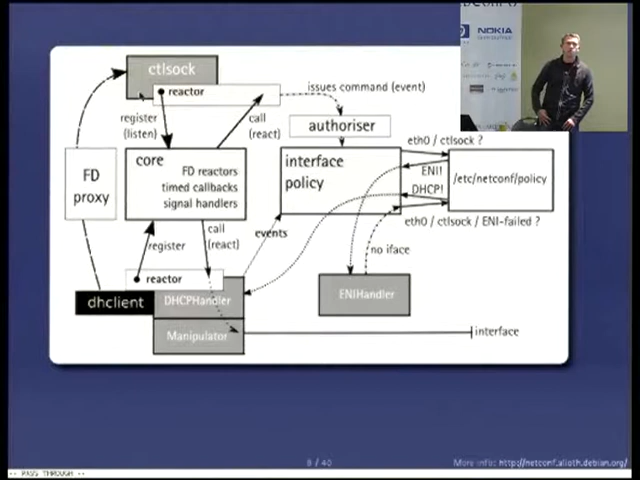 NOKIA
ctlsock
reactor
issues command (event)
register
(listen)
call
(react)
authoriser
eth0 / ctlsock ?
FD
proxy
core
FD reactors
timed callbacks
signal handlers
interface
policy
ENI!
DHCP!
/etc/netconf/policy
eth0 / ctlsock / ENI-failed ?
call
(react)
events
register
no iface
reactor
dhclient
DHCPHandler
ENIHandler
Manipulator
interface
8 / 40
More info: http://netconf.alioth.debian.org/
-- PASS THROUGH --